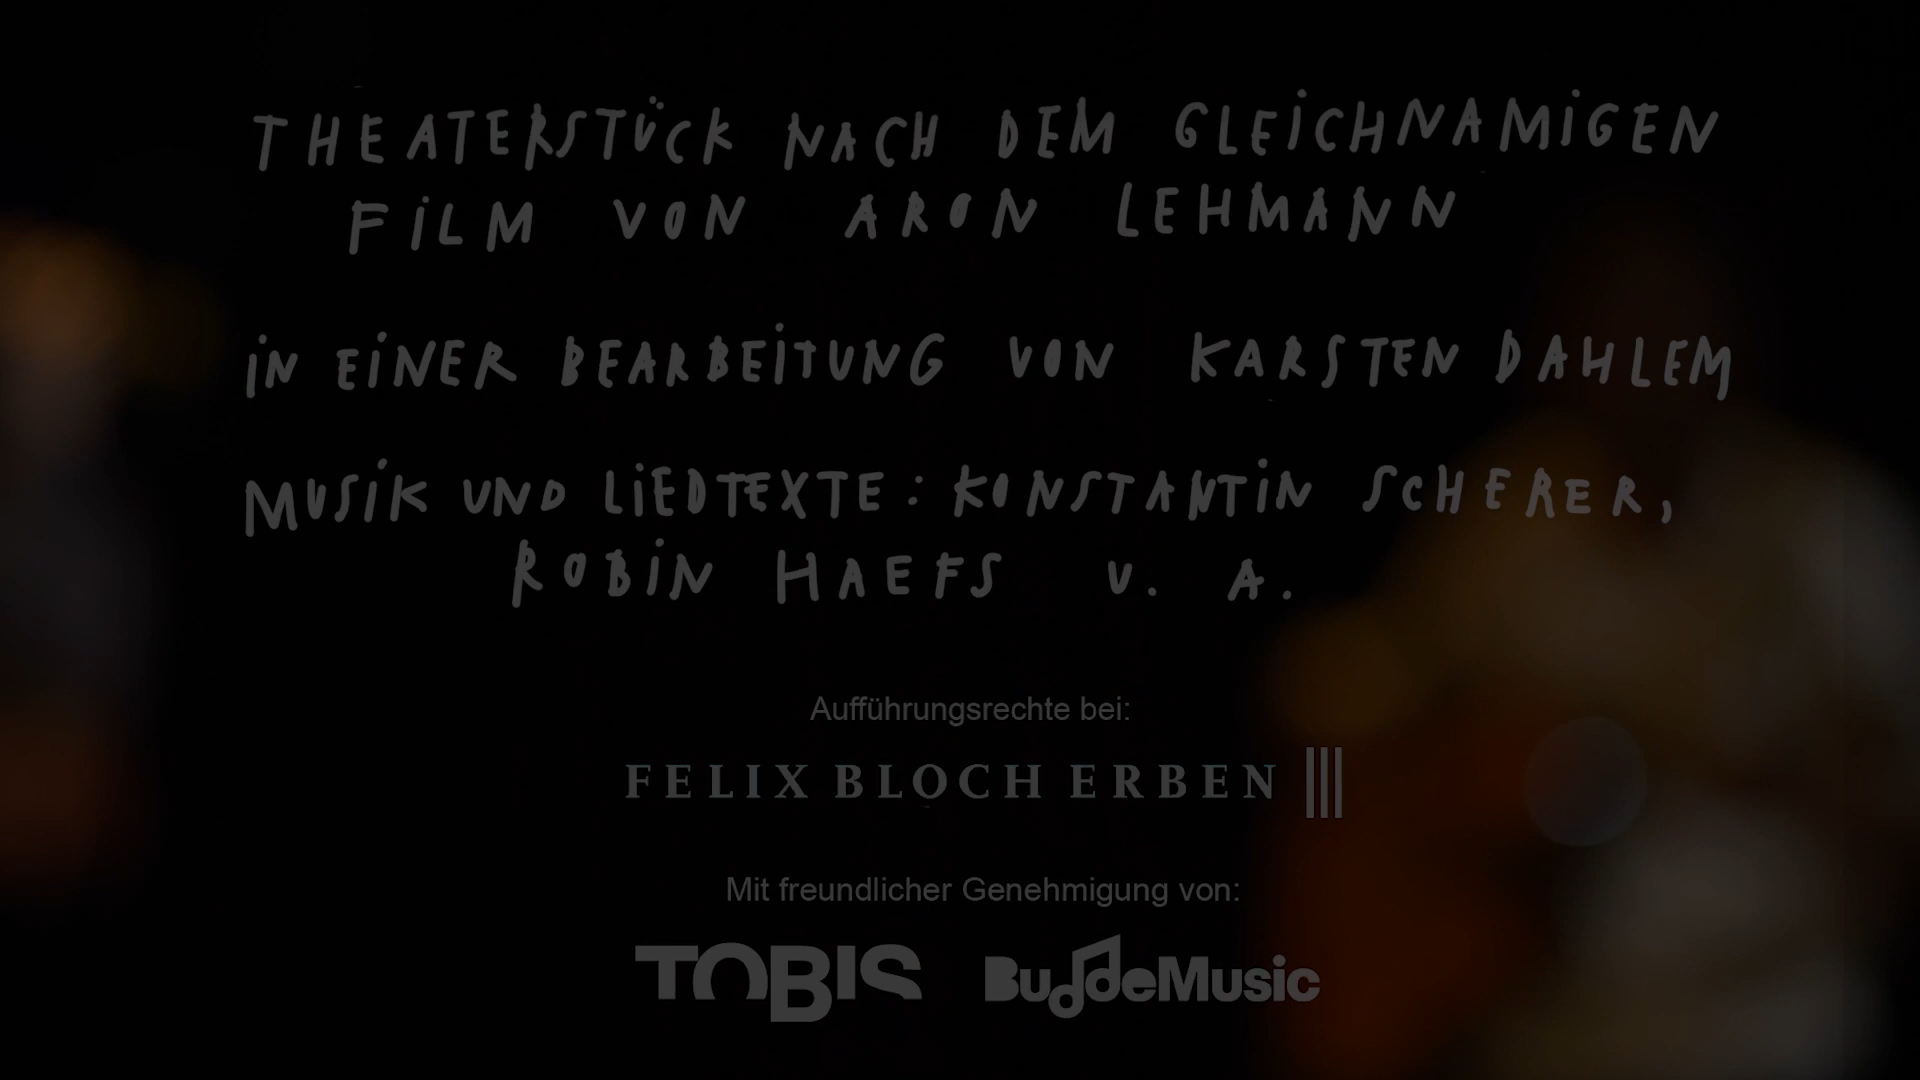 THEATERSTÜCK NACH DEM GLEICHNAMIGEN
FILM VON ARON LEHMANN
IN EINER BEARBEITUNG VON KARSTEN DAHLEM
MUSIK UND LIEDTEXTE: KONSTANTIN SCHERER,
ROBIN HAEFS U. A.
Aufführungsrechte bei:
FELIX BLOCH ERBEN
Mit freundlicher Genehmigung von:
TOBIS BuddeMusic